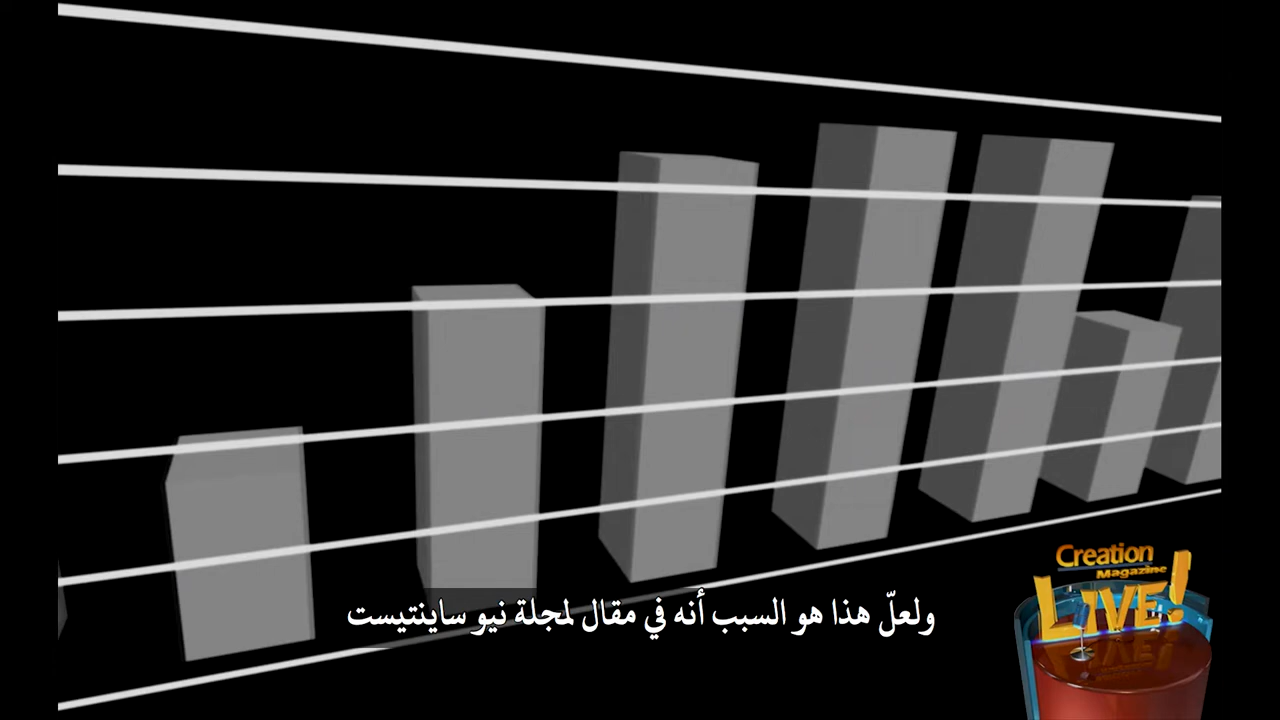 ولعلّ هذا هو السبب أنه في مقال لمجلة نيو ساينتيست
Creation
Magazine
LIVE!